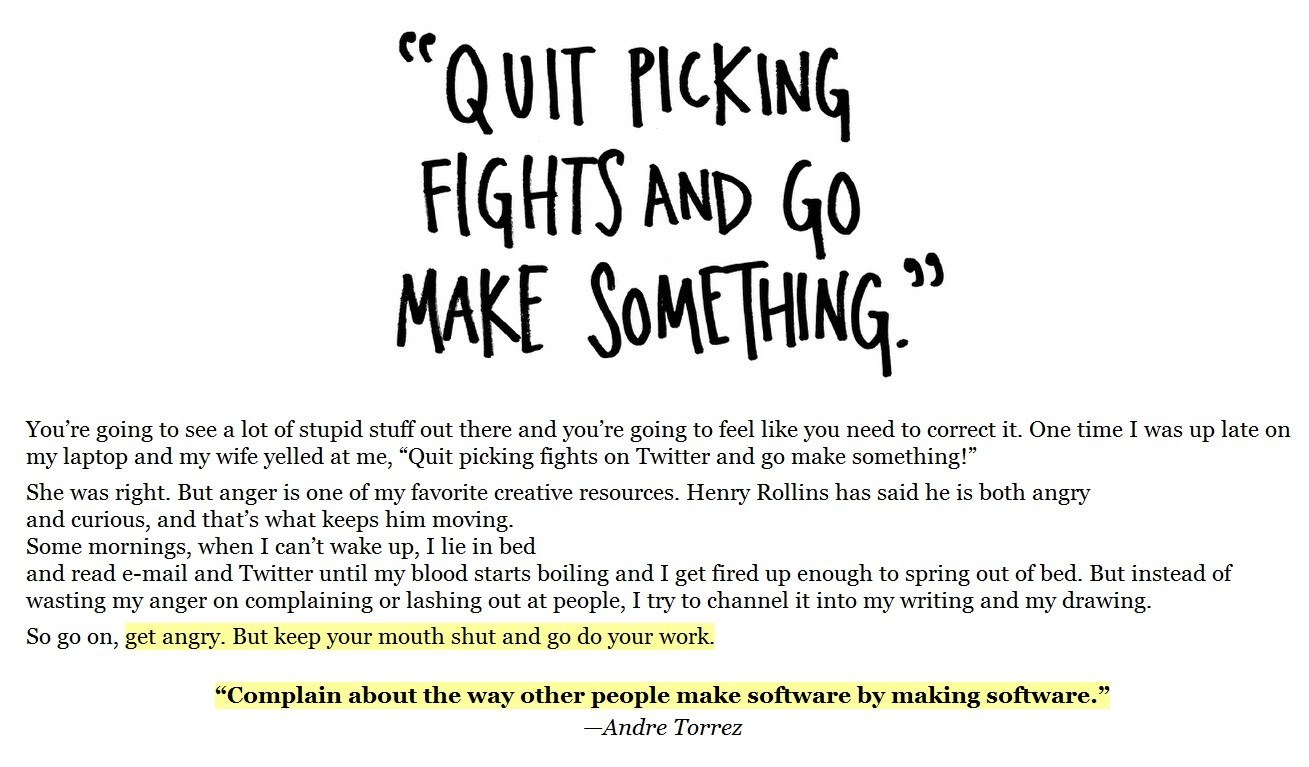 “QUIT PICKING
FIGHTS AND GO
MAKE SOMETHING.”
You’re going to see a lot of stupid stuff out there and you’re going to feel like you need to correct it. One time I was up late on
my laptop and my wife yelled at me, “Quit picking fights on Twitter and go make something!”
She was right. But anger is one of my favorite creative resources. Henry Rollins has said he is both angry
and curious, and that’s what keeps him moving.
Some mornings, when I can’t wake up, I lie in bed
and read e-mail and Twitter until my blood starts boiling and I get fired up enough to spring out of bed. But instead of
wasting my anger on complaining or lashing out at people, I try to channel it into my writing and my drawing.
So go on, get angry. But keep your mouth shut and go do your work.
“Complain about the way other people make software by making software.”
—Andre Torrez